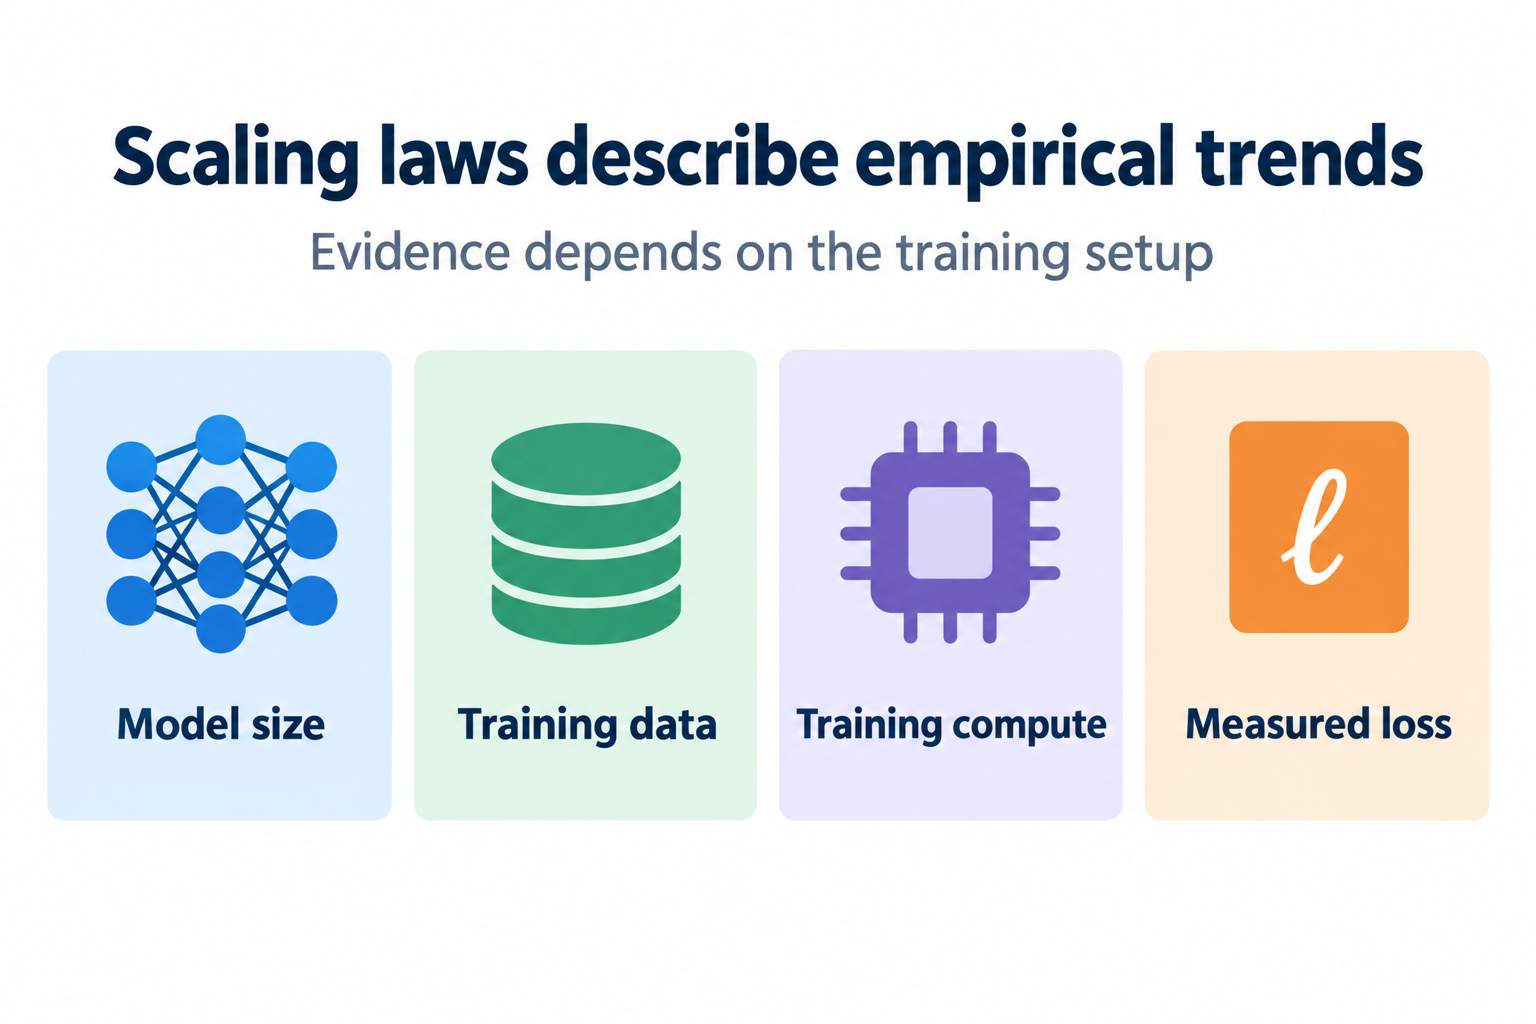 Scaling laws describe empirical trends
Evidence depends on the training setup
ℓ
Model size
Training data
Training compute
Measured loss